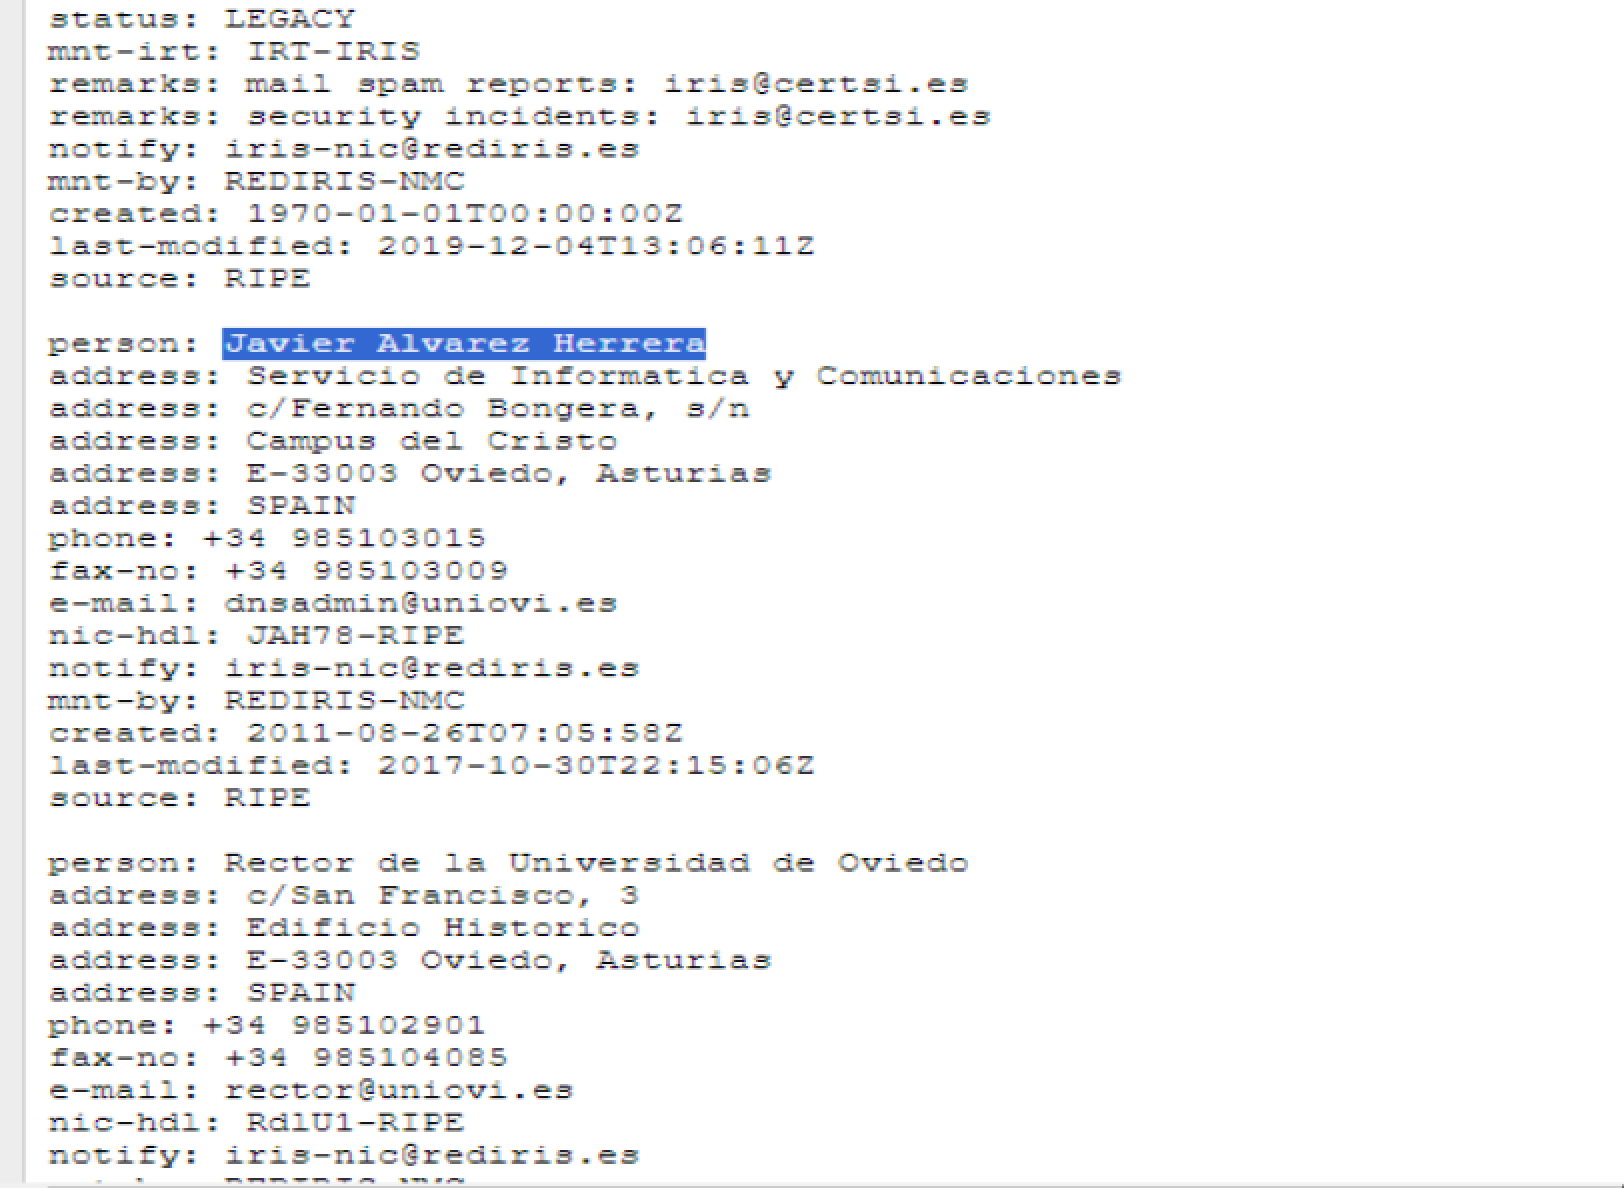 status: LEGACY
mnt-irt: IRT-IRIS
remarks: mail spam reports: iris@certsi.es
remarks: security incidents: iris@certsi.es
notify: iris-nic@rediris.es
mnt-by: REDIRIS-NMC
created: 1970-01-01T00:00:00Z
last-modified: 2019-12-04T13:06:11Z
source: RIPE
person: Javier Alvarez Herrera
address: Servicio de Informatica y Comunicaciones
address: c/Fernando Bongera, s/n
address: Campus del Cristo
address: E-33003 Oviedo, Asturias
address: SPAIN
phone: +34 985103015
fax-no: +34 985103009
e-mail: dnsadmin@uniovi.es
nic-hdl: JAH78-RIPE
notify: iris-nic@rediris.es
mnt-by: REDIRIS-NMC
created: 2011-08-26T07:05:58Z
last-modified: 2017-10-30T22:15:06Z
source: RIPE
person: Rector de la Universidad de Oviedo
address: c/San Francisco, 3
address: Edificio Historico
address: E-33003 Oviedo, Asturias
address: SPAIN
phone: +34 985102901
fax-no: +34 985104085
e-mail: rector@uniovi.es
nic-hdl: RdlU1-RIPE
notify: iris-nic@rediris.es